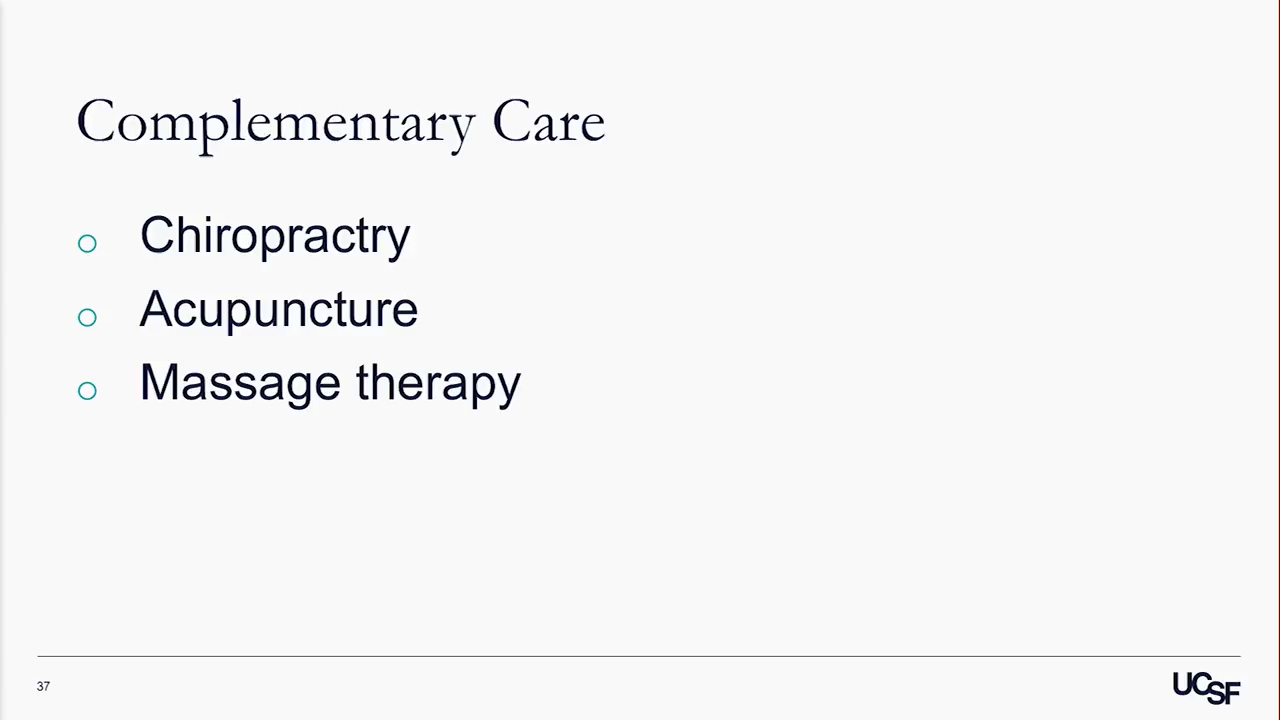 Complementary Care
Chiropractry
Acupuncture
Massage therapy
37
UCSF